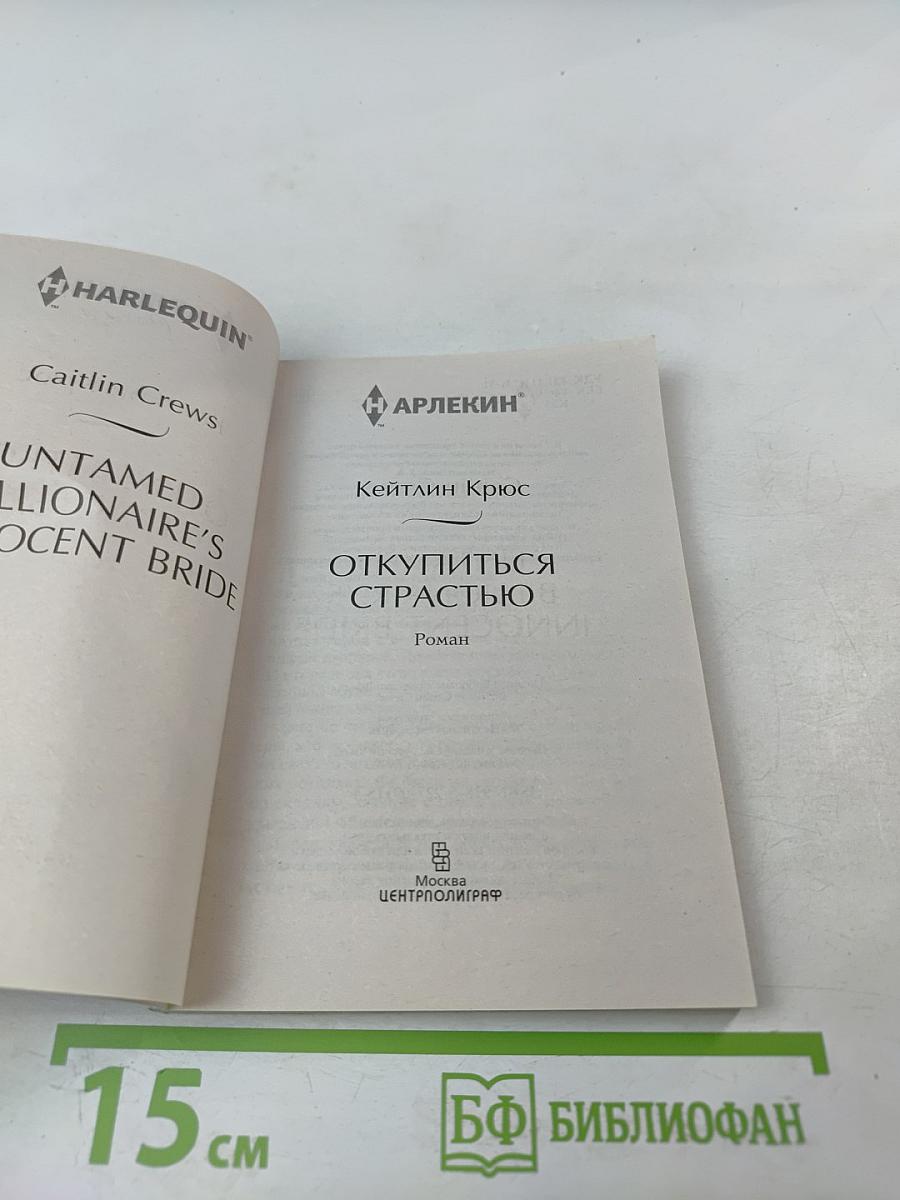 HARLEQUIN®
Caitlin Crews
UNTAMED
LLIONAIRE'S
OCENT BRIDE
АРЛЕКИН®
Кейтлин Крюс
ОТКУПИТЬСЯ
СТРАСТЬЮ
Роман
Москва
ЦЕНТРПОЛИГРАФ
15 см
БФ БИБЛИОФАН